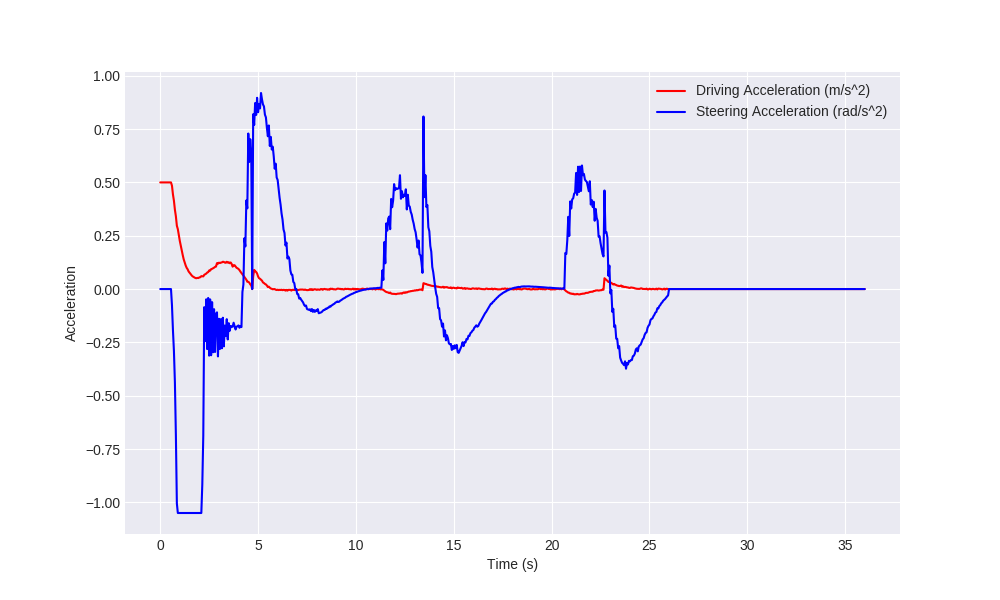 1.00
0.75
0.50
0.25
0.00
−0.25
−0.50
−0.75
−1.00
Acceleration
Driving Acceleration (m/s^2)
Steering Acceleration (rad/s^2)
0 5 10 15 20 25 30 35
Time (s)